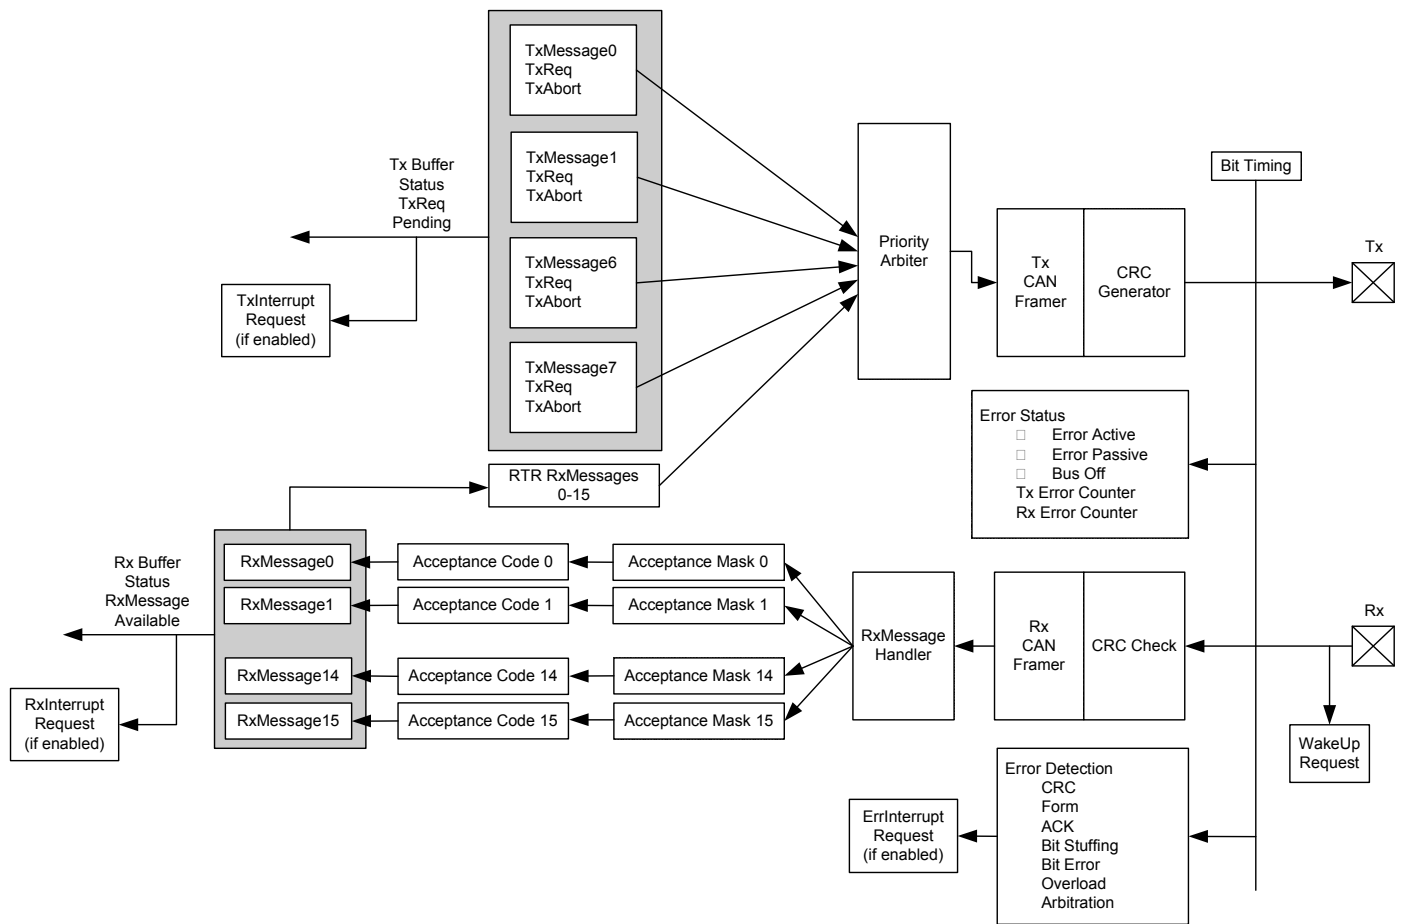 TxMessage0
TxReq
TxAbort
TxMessage1
TxReq
TxAbort
TxMessage6
TxReq
TxAbort
TxMessage7
TxReq
TxAbort
Tx Buffer
Status
TxReq
Pending
TxInterrupt
Request
(if enabled)
Priority
Arbiter
Tx
CAN
Framer
CRC
Generator
Bit Timing
Tx
Error Status
Error Active
Error Passive
Bus Off
Tx Error Counter
Rx Error Counter
RTR RxMessages
0-15
Rx Buffer
Status
RxMessage
Available
RxInterrupt
Request
(if enabled)
RxMessage0
Acceptance Code 0
Acceptance Mask 0
RxMessage1
Acceptance Code 1
Acceptance Mask 1
RxMessage14
Acceptance Code 14
Acceptance Mask 14
RxMessage15
Acceptance Code 15
Acceptance Mask 15
RxMessage
Handler
Rx
CAN
Framer
CRC Check
Rx
WakeUp
Request
Error Detection
CRC
Form
ACK
Bit Stuffing
Bit Error
Overload
Arbitration
ErrInterrupt
Request
(if enabled)